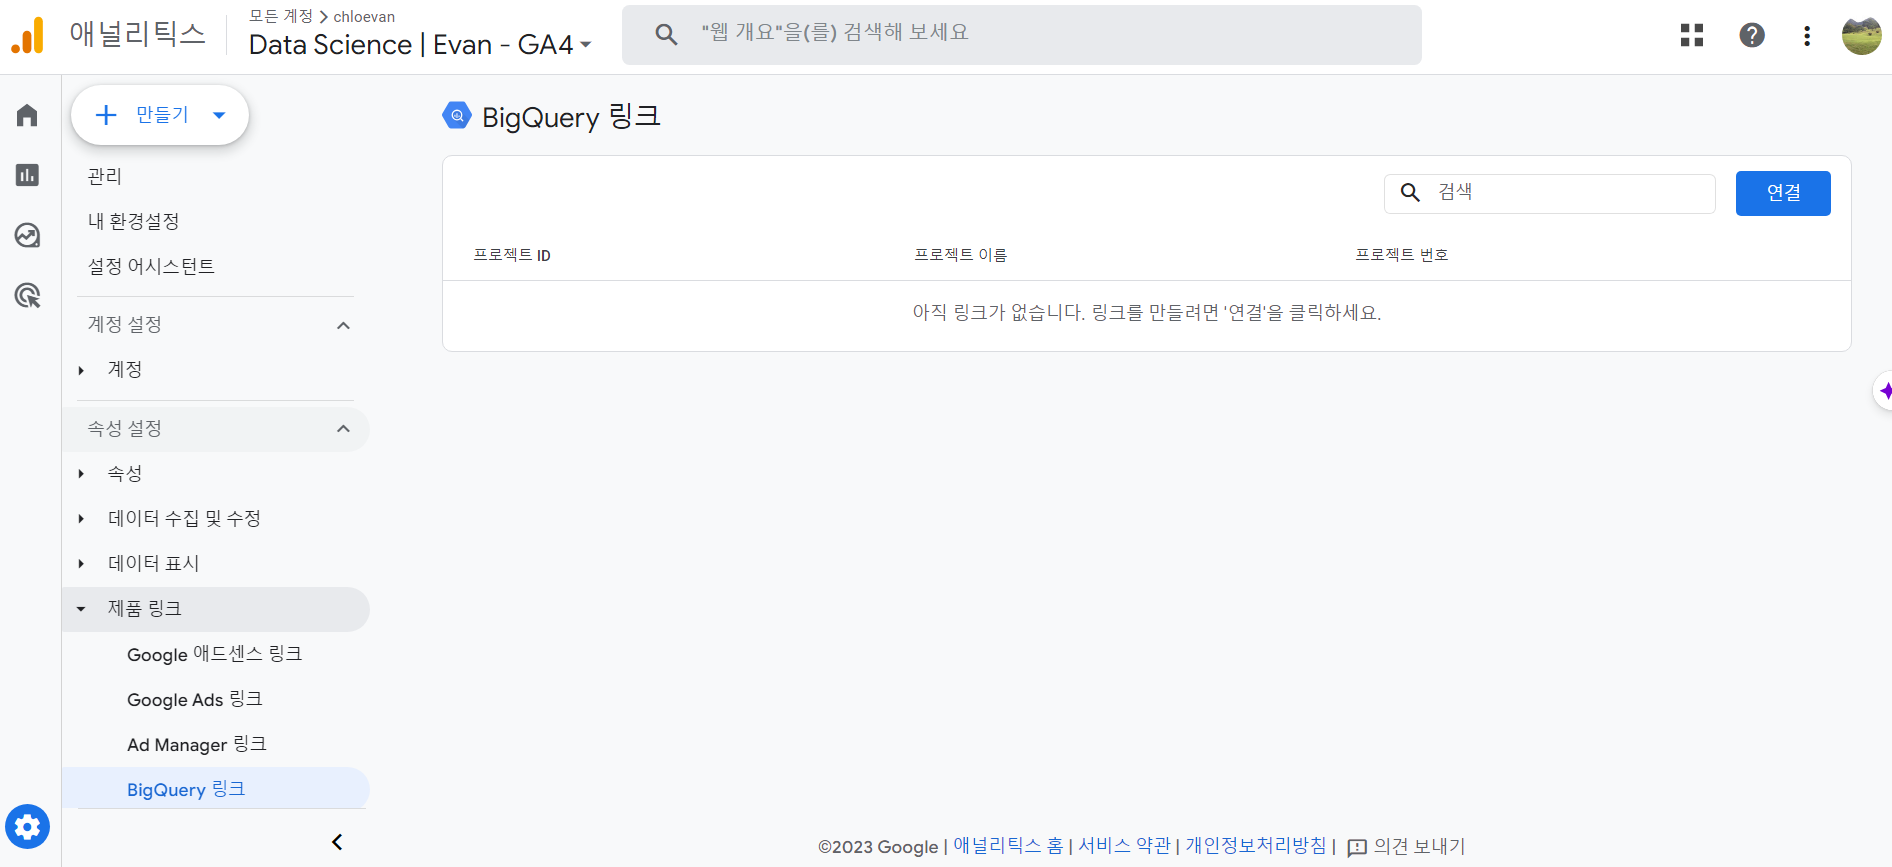 애널리틱스
모든 계정 > chloevan
Data Science | Evan - GA4
"웹 개요"을(를) 검색해 보세요
만들기
관리
내 환경설정
설정 어시스턴트
계정 설정
계정
속성 설정
속성
데이터 수집 및 수정
데이터 표시
제품 링크
Google 애드센스 링크
Google Ads 링크
Ad Manager 링크
BigQuery 링크
BigQuery 링크
검색
연결
프로젝트 ID 프로젝트 이름 프로젝트 번호
아직 링크가 없습니다. 링크를 만들려면 '연결'을 클릭하세요.
©2023 Google | 애널리틱스 홈 | 서비스 약관 | 개인정보처리방침 | 의견 보내기